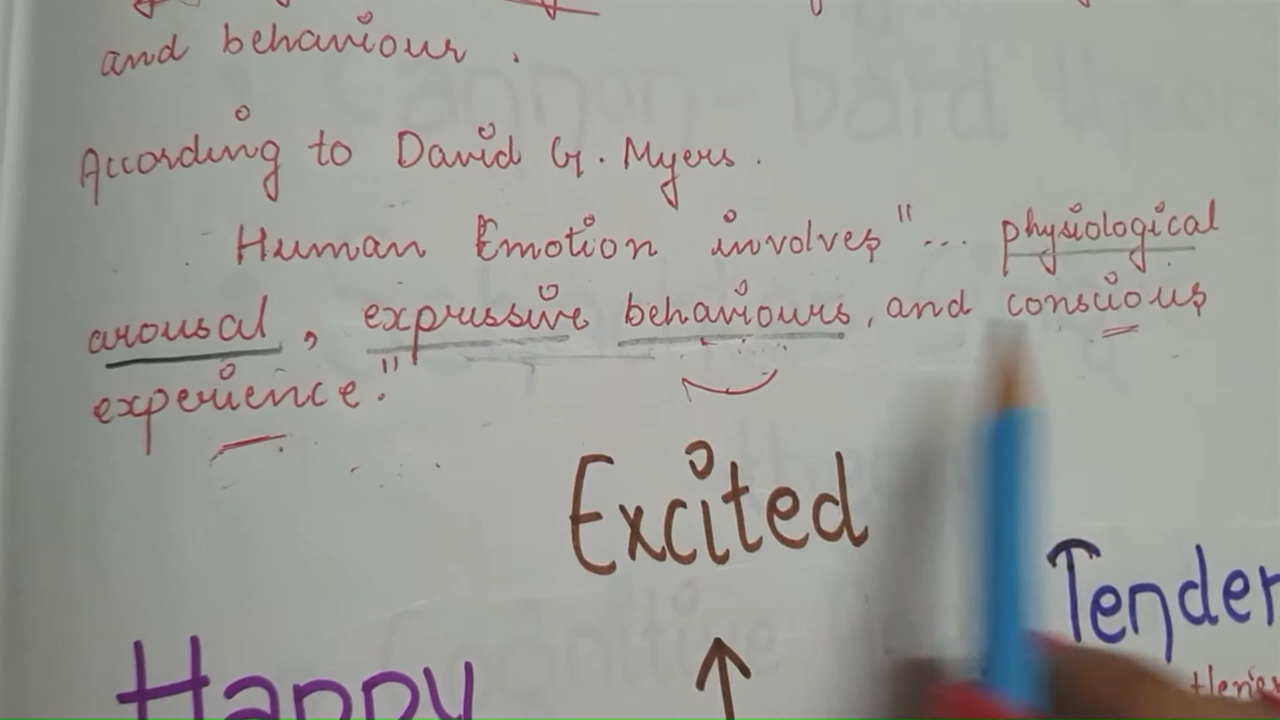 and behaviour .
According to David G. Myers .
Human Emotion involves "... physiological
arousal , expressive behaviours, and conscious
experience."
Excited
Tender
Happy